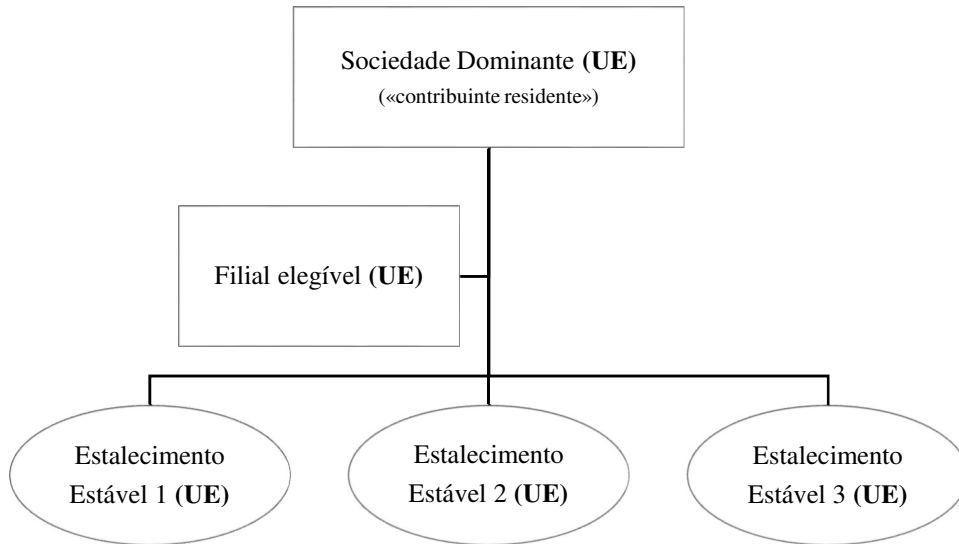 Sociedade Dominante (UE)
(«contribuinte residente»)
Filial elegível (UE)
Estalecimento
Estável 1 (UE)
Estalecimento
Estável 2 (UE)
Estalecimento
Estável 3 (UE)